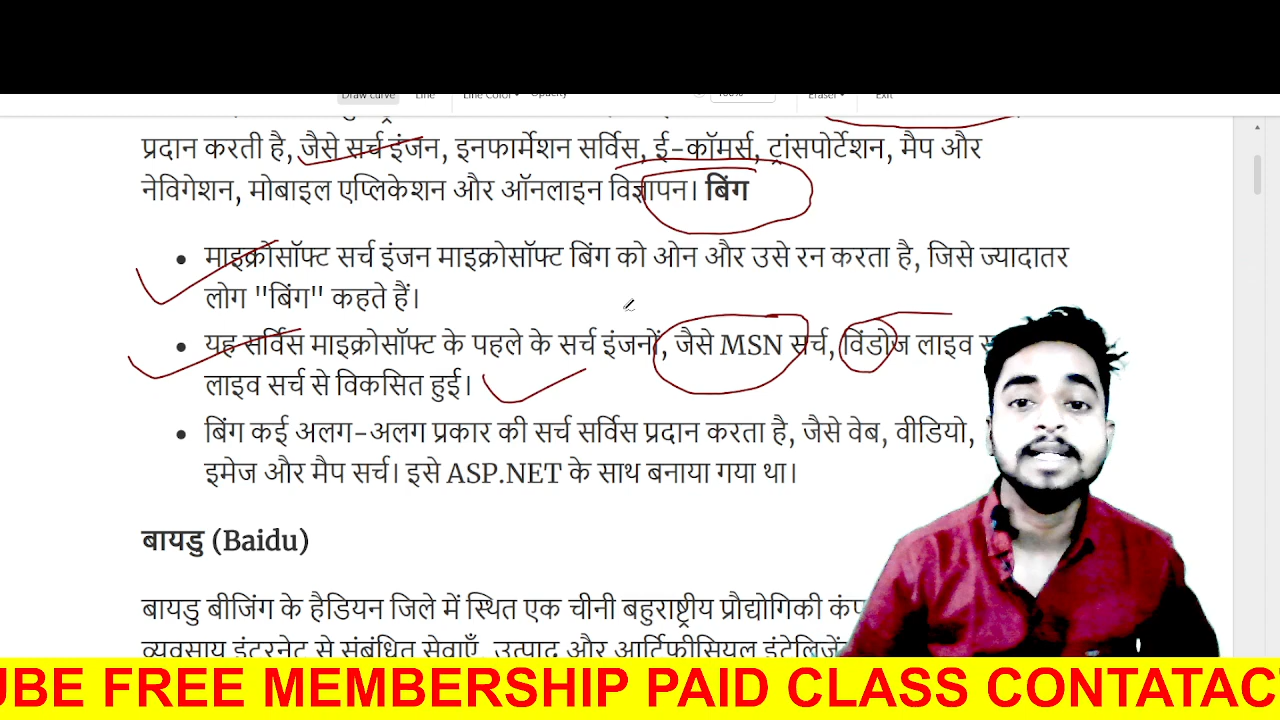 Draw curve Line Line Color Opacity 100% Eraser Exit
प्रदान करती है, जैसे सर्च इंजन, इनफार्मेशन सर्विस, ई-कॉमर्स, ट्रांसपोर्टेशन, मैप और
नेविगेशन, मोबाइल एप्लिकेशन और ऑनलाइन विज्ञापन। बिंग
• माइक्रोसॉफ्ट सर्च इंजन माइक्रोसॉफ्ट बिंग को ओन और उसे रन करता है, जिसे ज्यादातर
लोग "बिंग" कहते हैं।
• यह सर्विस माइक्रोसॉफ्ट के पहले के सर्च इंजनों, जैसे MSN सर्च, विंडोज लाइव
लाइव सर्च से विकसित हुई।
• बिंग कई अलग-अलग प्रकार की सर्च सर्विस प्रदान करता है, जैसे वेब, वीडियो,
इमेज और मैप सर्च। इसे ASP.NET के साथ बनाया गया था।
बायडु (Baidu)
बायडु बीजिंग के हैडियन जिले में स्थित एक चीनी बहुराष्ट्रीय प्रौद्योगिकी
व्यवसाय इंटरनेट से संबंधित सेवाएँ, उत्पाद और आर्टिफीसियल
UBE FREE MEMBERSHIP PAID CLASS CONTATAC